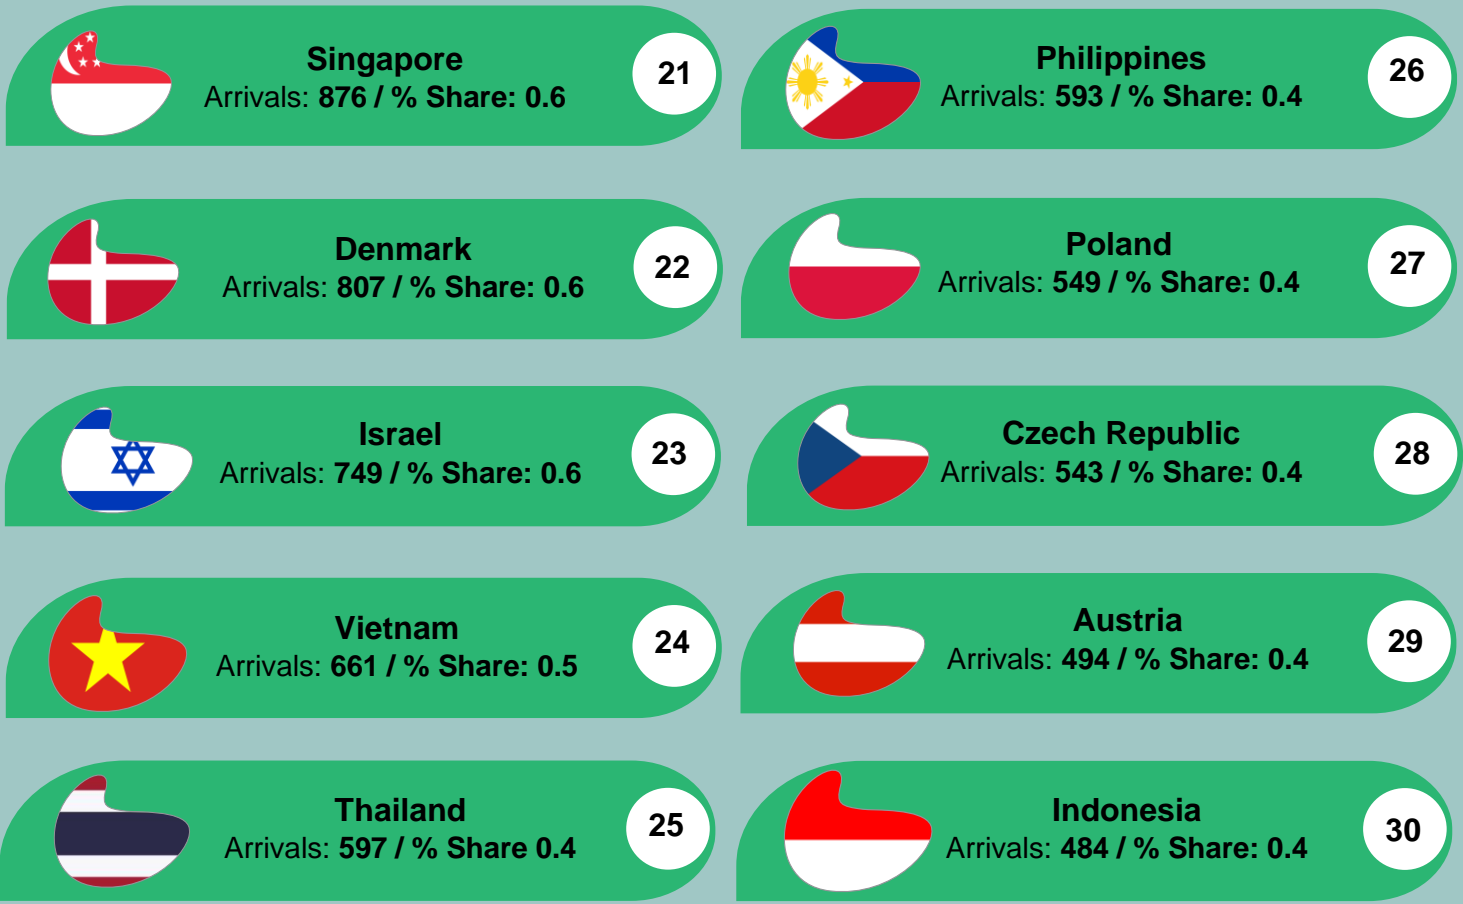 Singapore
Arrivals: 876 / % Share: 0.6
21
Denmark
Arrivals: 807 / % Share: 0.6
22
Israel
Arrivals: 749 / % Share: 0.6
23
Vietnam
Arrivals: 661 / % Share: 0.5
24
Thailand
Arrivals: 597 / % Share 0.4
25
Philippines
Arrivals: 593 / % Share: 0.4
26
Poland
Arrivals: 549 / % Share: 0.4
27
Czech Republic
Arrivals: 543 / % Share: 0.4
28
Austria
Arrivals: 494 / % Share: 0.4
29
Indonesia
Arrivals: 484 / % Share: 0.4
30